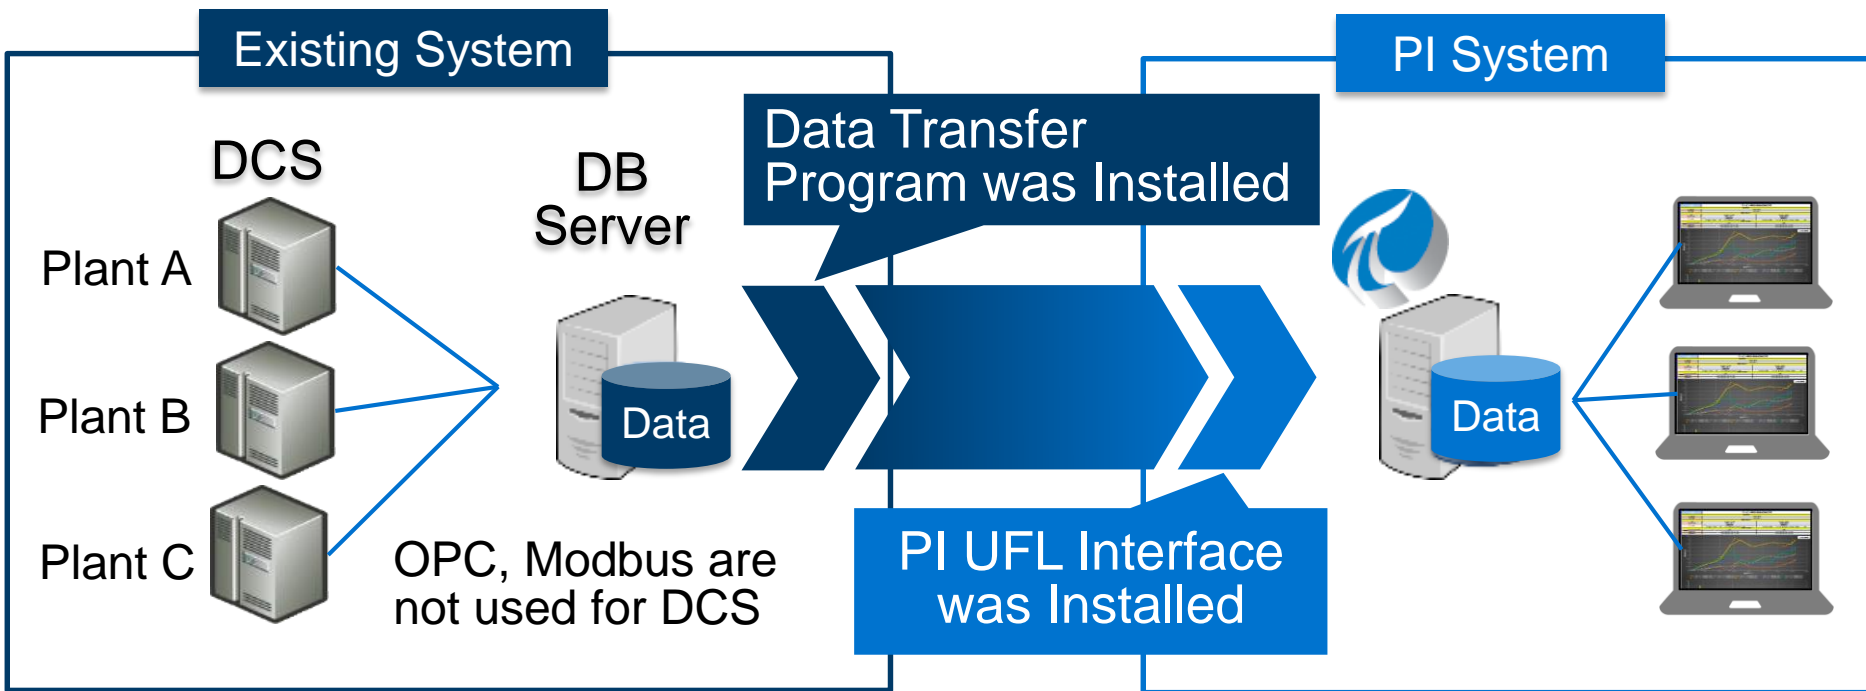 Existing System
PI System
Data Transfer
Program was Installed
DCS
DB
Server
Plant A
Plant B
Plant C
Data
Data
OPC, Modbus are
not used for DCS
PI UFL Interface
was Installed